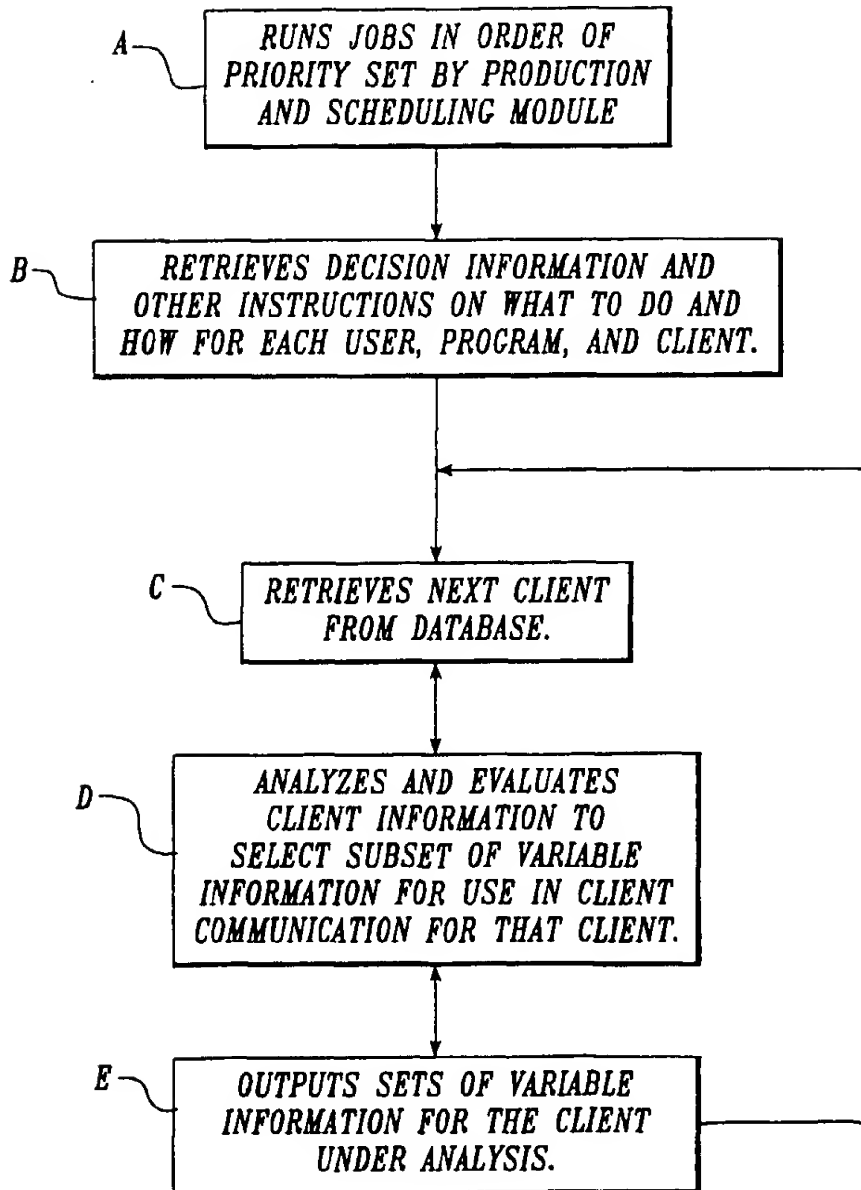 A
RUNS JOBS IN ORDER OF
PRIORITY SET BY PRODUCTION
AND SCHEDULING MODULE
B
RETRIEVES DECISION INFORMATION AND
OTHER INSTRUCTIONS ON WHAT TO DO AND
HOW FOR EACH USER, PROGRAM, AND CLIENT.
C
RETRIEVES NEXT CLIENT
FROM DATABASE.
D
ANALYZES AND EVALUATES
CLIENT INFORMATION TO
SELECT SUBSET OF VARIABLE
INFORMATION FOR USE IN CLIENT
COMMUNICATION FOR THAT CLIENT.
E
OUTPUTS SETS OF VARIABLE
INFORMATION FOR THE CLIENT
UNDER ANALYSIS.